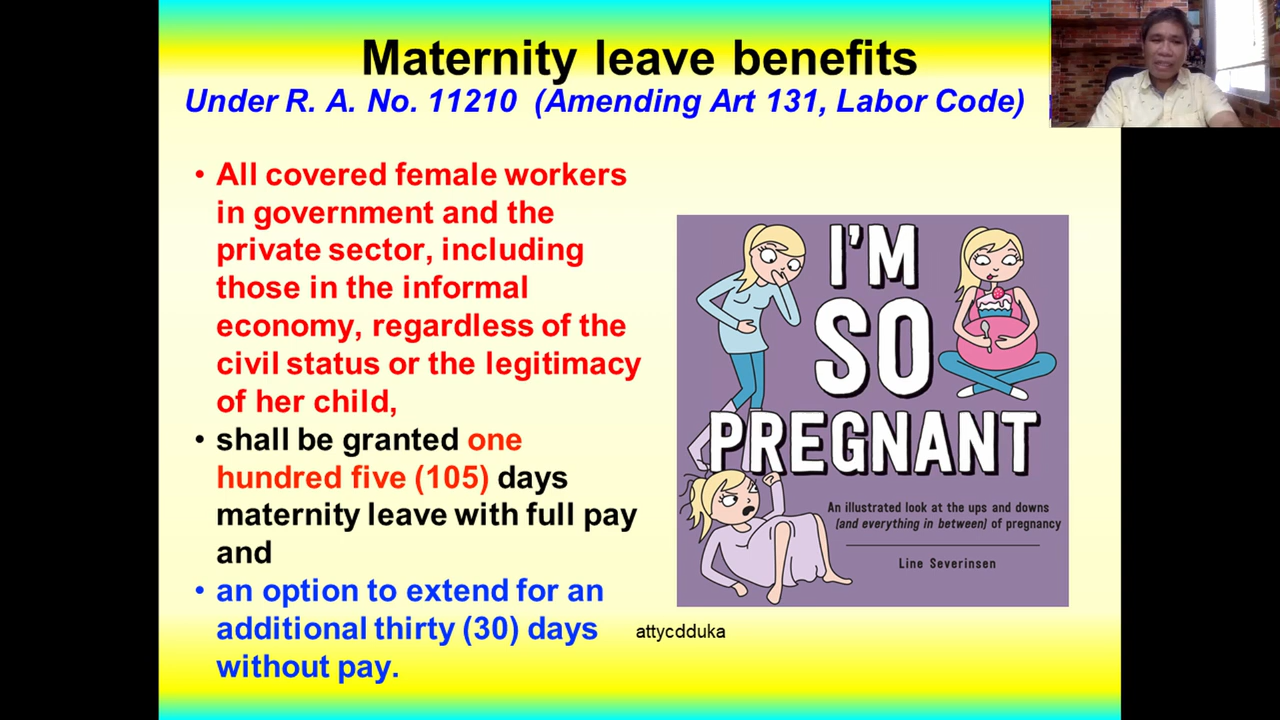 Maternity leave benefits
Under R. A. No. 11210 (Amending Art 131, Labor Code)
• All covered female workers
in government and the
private sector, including
those in the informal
economy, regardless of the
civil status or the legitimacy
of her child,
• shall be granted one
hundred five (105) days
maternity leave with full pay
and
• an option to extend for an
additional thirty (30) days
without pay.
I'M
SO
PREGNANT
An illustrated look at the ups and downs
(and everything in between) of pregnancy
Line Severinsen
attycdduka